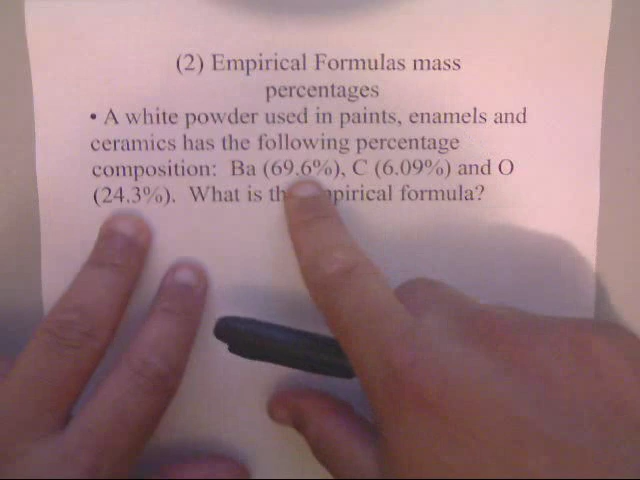 (2) Empirical Formulas mass
percentages
• A white powder used in paints, enamels and
ceramics has the following percentage
composition: Ba (69.6%), C (6.09%) and O
(24.3%). What is formula?